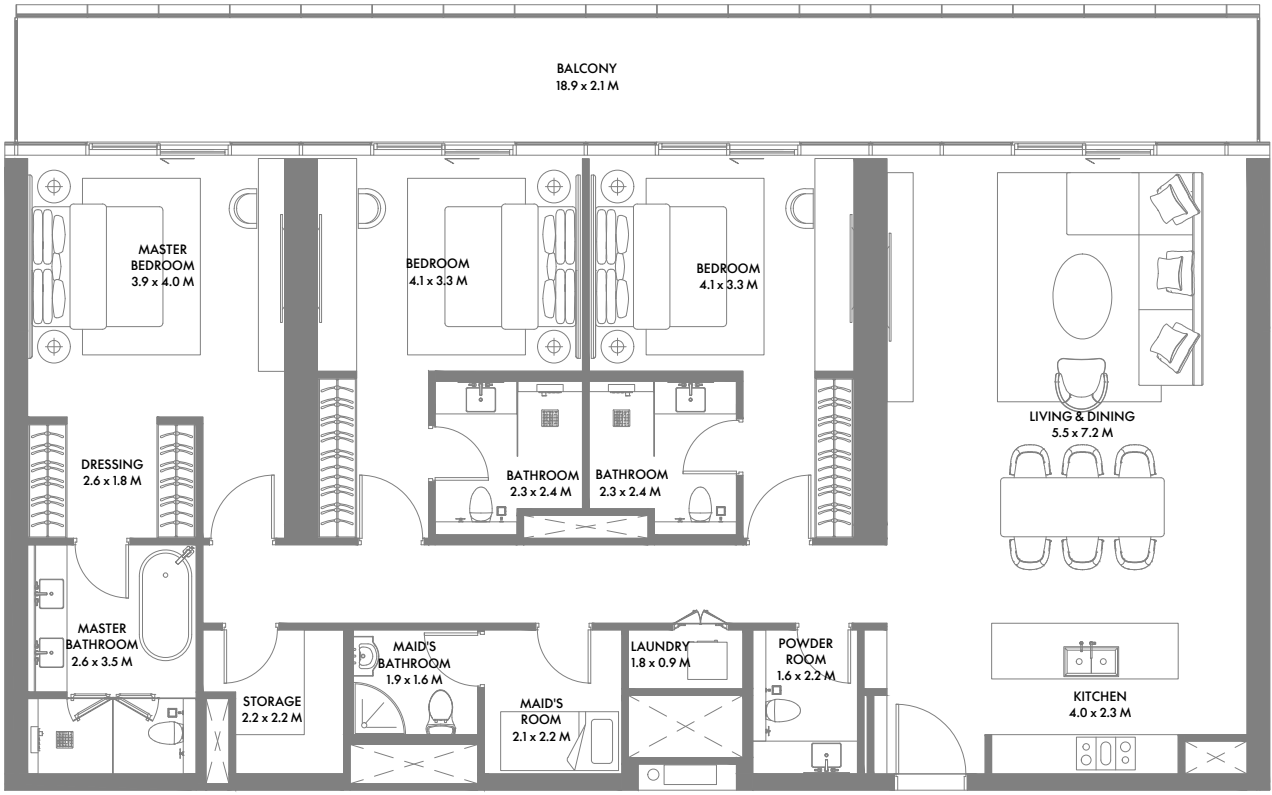 BALCONY
18.9 x 2.1 M
MASTER
BEDROOM
3.9 x 4.0 M
BEDROOM
4.1 x 3.3 M
BEDROOM
4.1 x 3.3 M
LIVING & DINING
5.5 x 7.2 M
DRESSING
2.6 x 1.8 M
BATHROOM
2.3 x 2.4 M
BATHROOM
2.3 x 2.4 M
MASTER
BATHROOM
2.6 x 3.5 M
MAID'S
BATHROOM
1.9 x 1.6 M
LAUNDRY
1.8 x 0.9 M
POWDER
ROOM
1.6 x 2.2 M
STORAGE
2.2 x 2.2 M
MAID'S
ROOM
2.1 x 2.2 M
KITCHEN
4.0 x 2.3 M